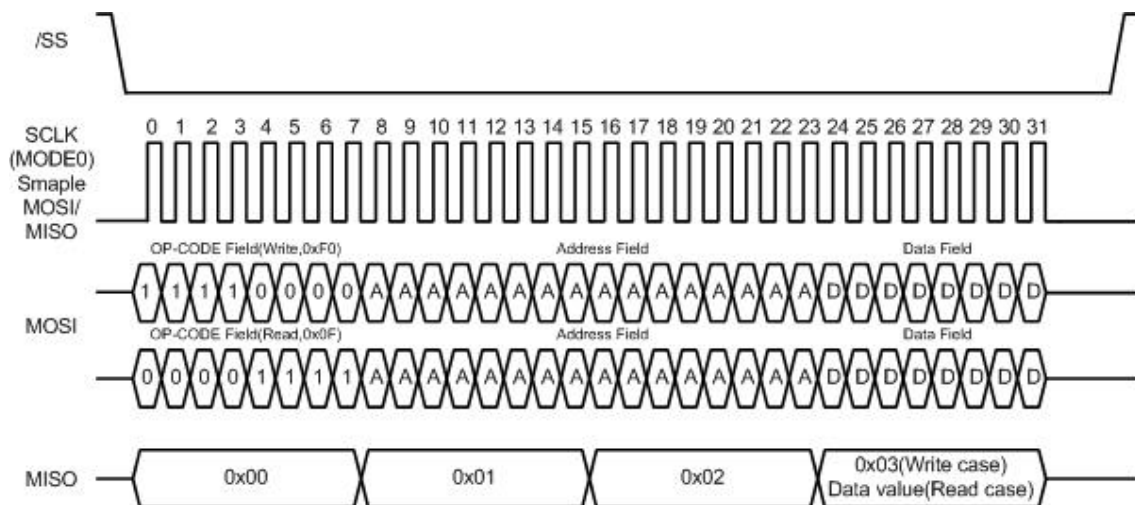 /SS
SCLK
(MODE0)
Smaple
MOSI/
MISO
0 1 2 3 4 5 6 7 8 9 10 11 12 13 14 15 16 17 18 19 20 21 22 23 24 25 26 27 28 29 30 31
OP-CODE Field(Write,0xF0) Address Field Data Field
1 1 1 1 0 0 0 0 A A A A A A A A A A A A A A A A D D D D D D D D
MOSI
OP-CODE Field(Read,0x0F) Address Field Data Field
0 0 0 0 1 1 1 1 A A A A A A A A A A A A A A A A D D D D D D D D
MISO 0x00 0x01 0x02 0x03(Write case)
Data value(Read case)